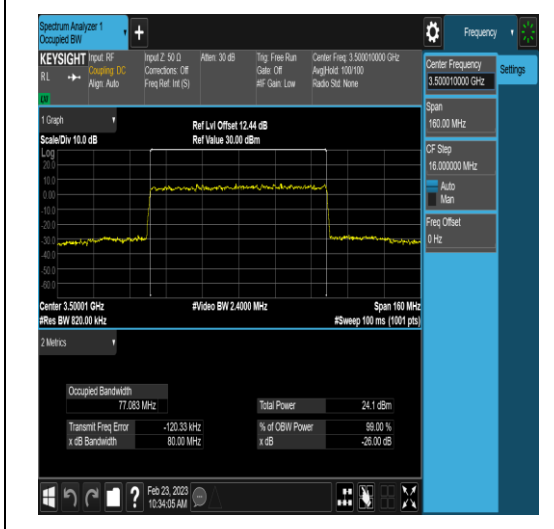 Spectrum Analyzer 1
Occupied BW
Frequency
KEYSIGHT
Input: RF
Input Z: 50 Ω
Atten: 30 dB
Trig: Free Run
Center Freq: 3.500010000 GHz
R L
Coupling: DC
Corrections: Off
Gate: Off
Avg|Hold: 100/100
Align: Auto
Freq Ref: Int (S)
#IF Gain: Low
Radio Std: None
Center Frequency
3.500010000 GHz
Settings
Span
160.00 MHz
CF Step
16.000000 MHz
Auto
Man
Freq Offset
0 Hz
1 Graph
Ref Lvl Offset 12.44 dB
Scale/Div 10.0 dB
Ref Value 30.00 dBm
Log
20.0
10.0
0.00
-10.0
-20.0
-30.0
-40.0
-50.0
-60.0
Center 3.50001 GHz
#Video BW 2.4000 MHz
Span 160 MHz
#Res BW 820.00 kHz
#Sweep 100 ms (1001 pts)
2 Metrics
Occupied Bandwidth
77.083 MHz
Total Power
24.1 dBm
Transmit Freq Error
-120.33 kHz
% of OBW Power
99.00 %
x dB Bandwidth
80.00 MHz
x dB
-26.00 dB
?
Feb 23, 2023
10:34:05 AM